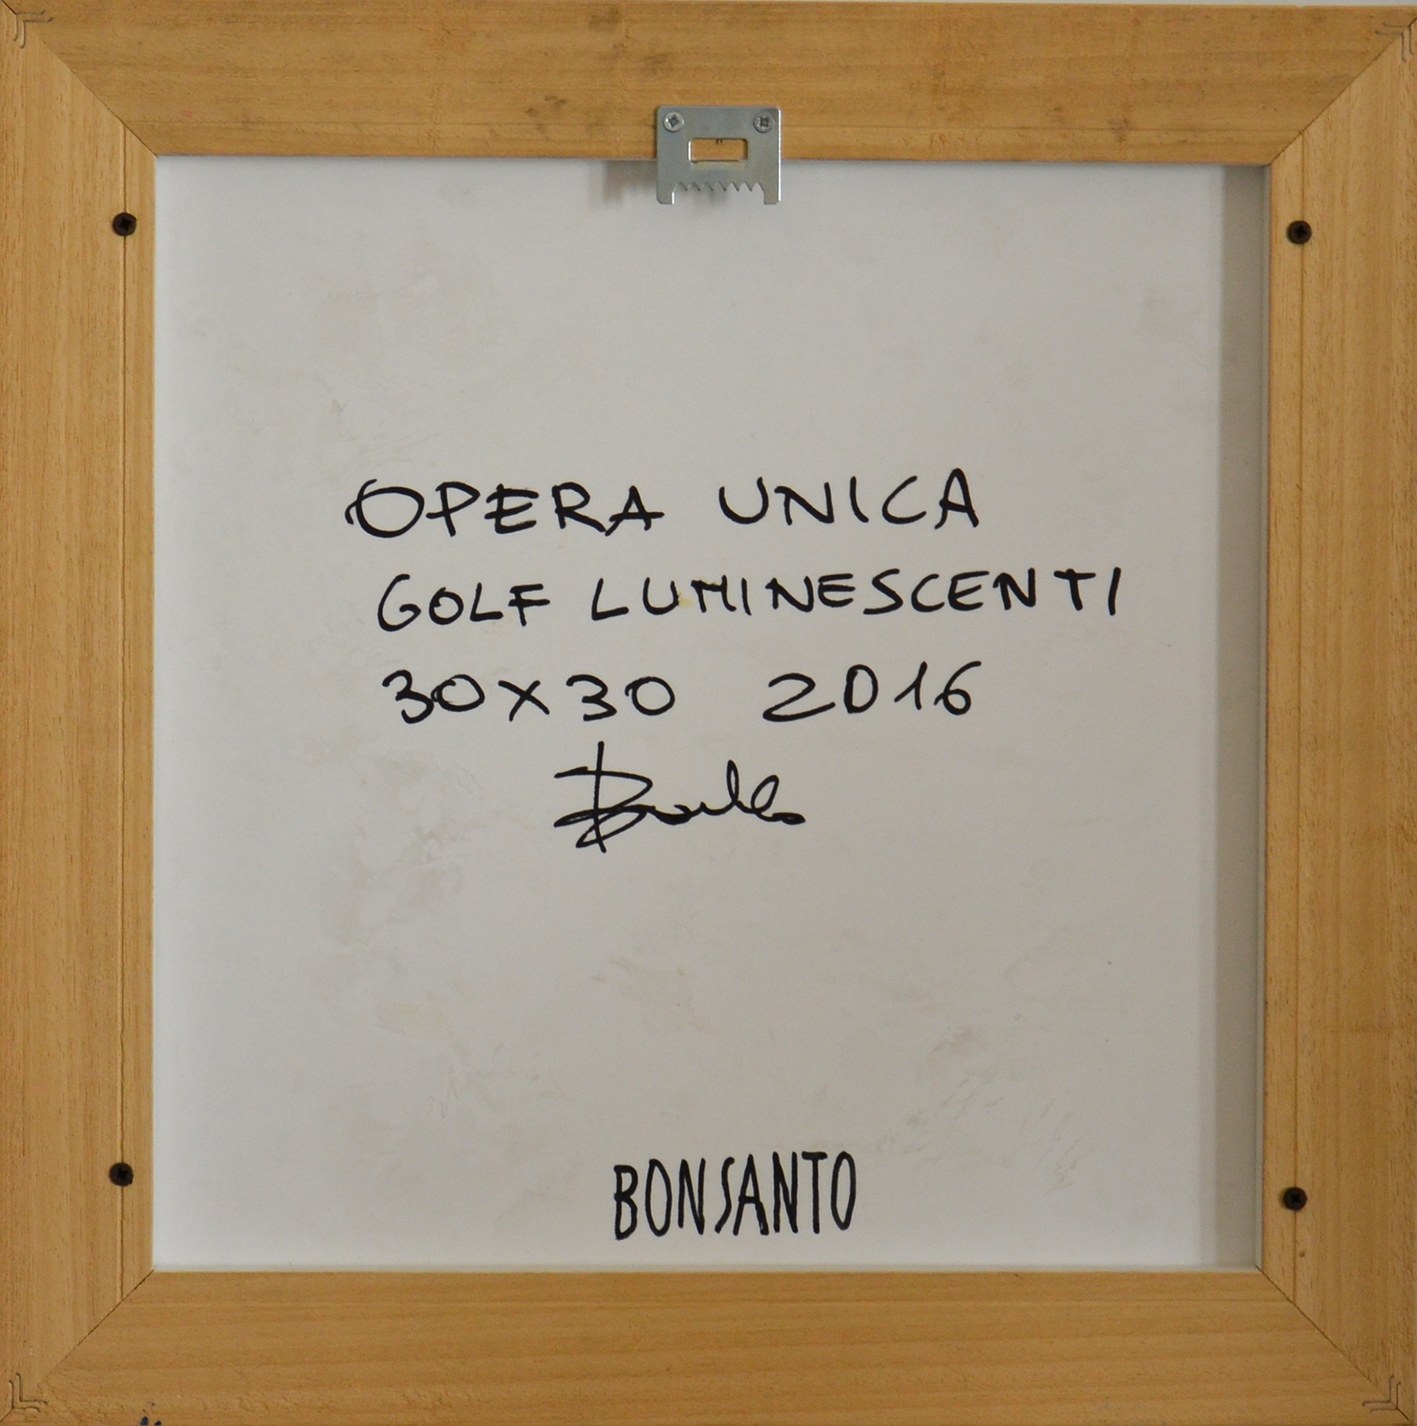 OPERA UNICA
GOLF LUMINESCENTI
30x30 2016
BONSANTO